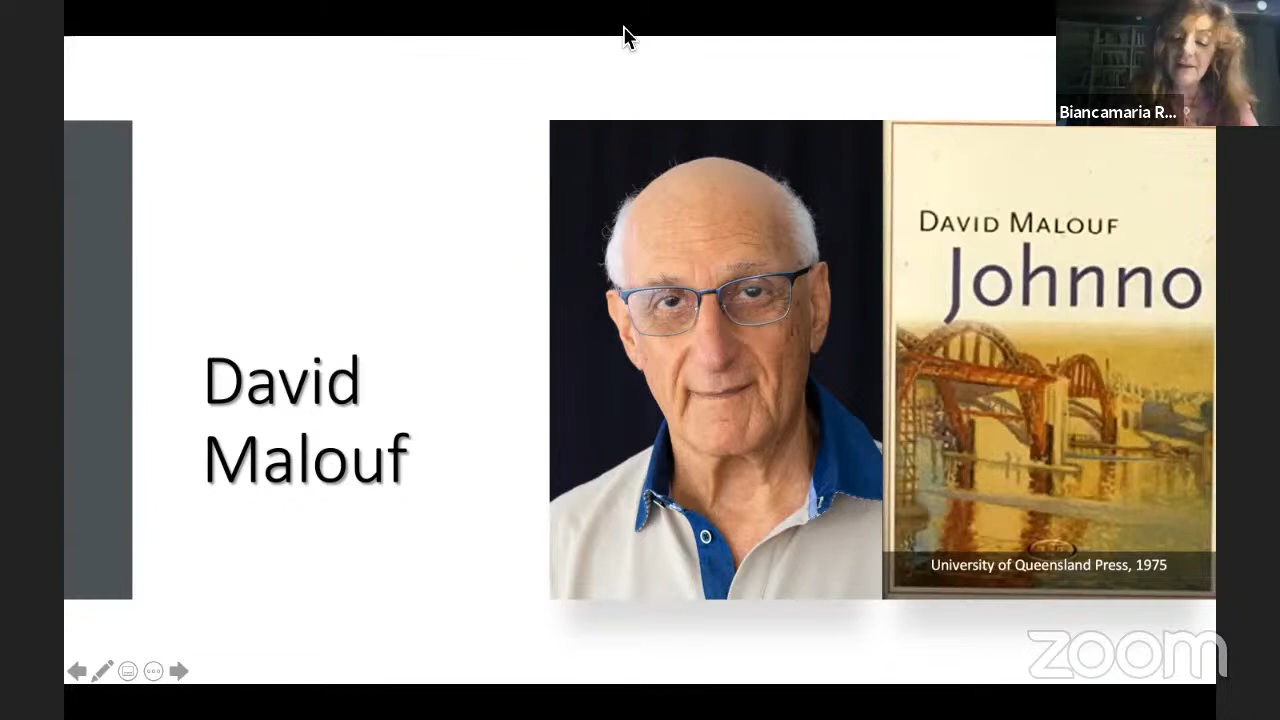 Biancamaria R...
David
Malouf
DAVID MALOUF
Johnno
University of Queensland Press, 1975
zoom